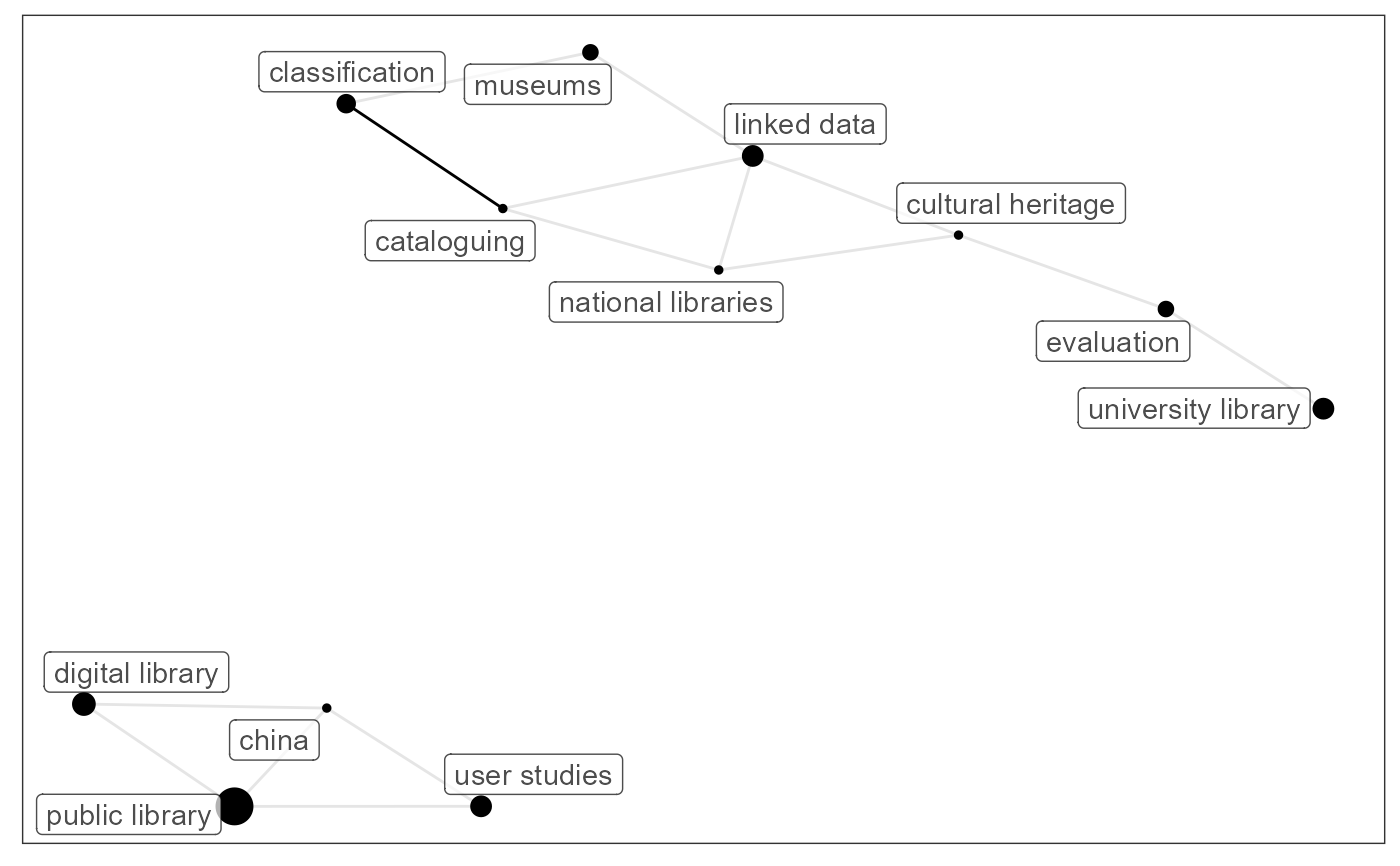 classification
museums
linked data
cultural heritage
cataloguing
national libraries
evaluation
university library
digital library
china
user studies
public library